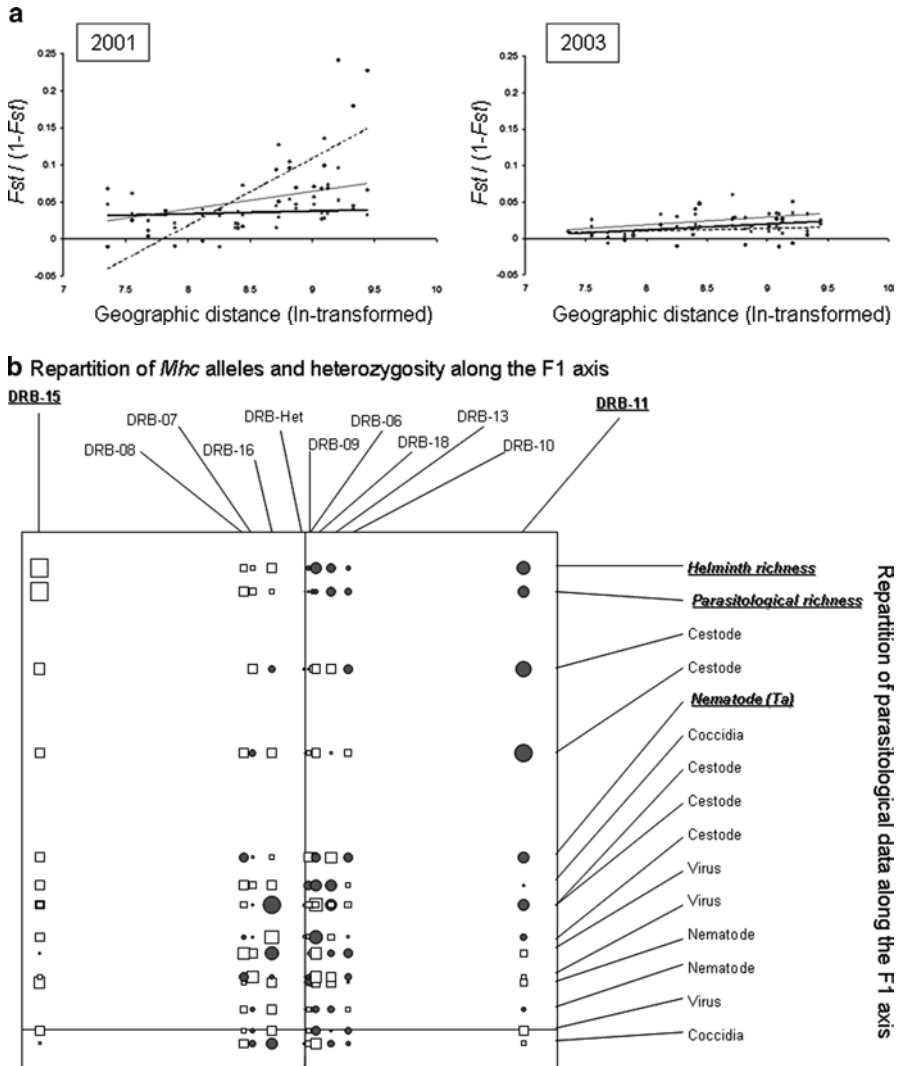 a
2001
2003
Fst / (1-Fst)
0.25
0.2
0.15
0.1
0.05
0
-0.05
7
7.5
8
8.5
9
9.5
10
Geographic distance (ln-transformed)
Fst / (1-Fst)
0.25
0.2
0.15
0.1
0.05
0
-0.05
7
7.5
8
8.5
9
9.5
10
Geographic distance (ln-transformed)
b Repartition of Mhc alleles and heterozygosity along the F1 axis
DRB-15
DRB-08
DRB-07
DRB-16
DRB-Het
DRB-09
DRB-06
DRB-18
DRB-13
DRB-10
DRB-11
Helminth richness
Parasitological richness
Cestode
Cestode
Nematode (Ta)
Coccidia
Cestode
Cestode
Cestode
Virus
Virus
Nematode
Nematode
Virus
Coccidia
Repartition of parasitological data along the F1 axis